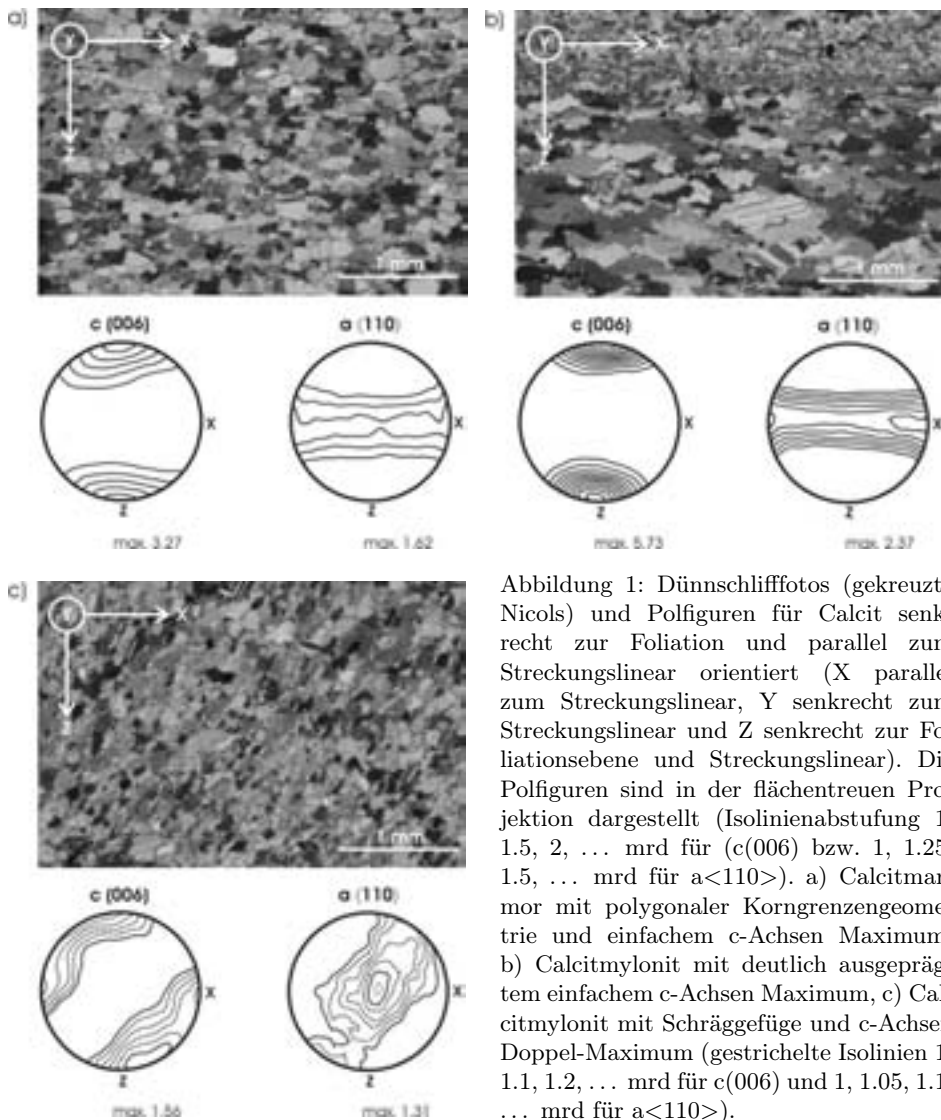 a)
Y
X
Z
1 mm
c (006)
a (110)
X
X
Z
max. 3.27
max. 1.62
b)
Y
X
Z
1 mm
c (006)
a (110)
X
X
Z
max. 5.73
max. 2.37
c)
Y
X
Z
1 mm
c (006)
a (110)
X
X
Z
max. 1.56
max. 1.31
Abbildung 1: Dünnschlifffotos (gekreuzt
Nicols) und Polfiguren für Calcit senk
recht zur Foliation und parallel zum
Streckungslinear orientiert (X paralle
zum Streckungslinear, Y senkrecht zum
Streckungslinear und Z senkrecht zur Fo
liationsebene und Streckungslinear). Di
Polfiguren sind in der flächentreuen Pro
jektion dargestellt (Isolinienabstufung 1
1.5, 2, … mrd für (c(006) bzw. 1, 1.25
1.5, … mrd für a<110>). a) Calcitmar
mor mit polygonaler Korngrenzengeome
trie und einfachem c-Achsen Maximum
b) Calcitmylonit mit deutlich ausgepräg
tem einfachem c-Achsen Maximum, c) Cal
citmylonit mit Schräggefüge und c-Achsen
Doppel-Maximum (gestrichelte Isolinien 1
1.1, 1.2, … mrd für c(006) und 1, 1.05, 1.1
… mrd für a<110>).